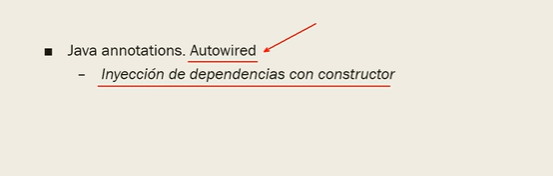 ▪ Java annotations. Autowired
– Inyección de dependencias con constructor